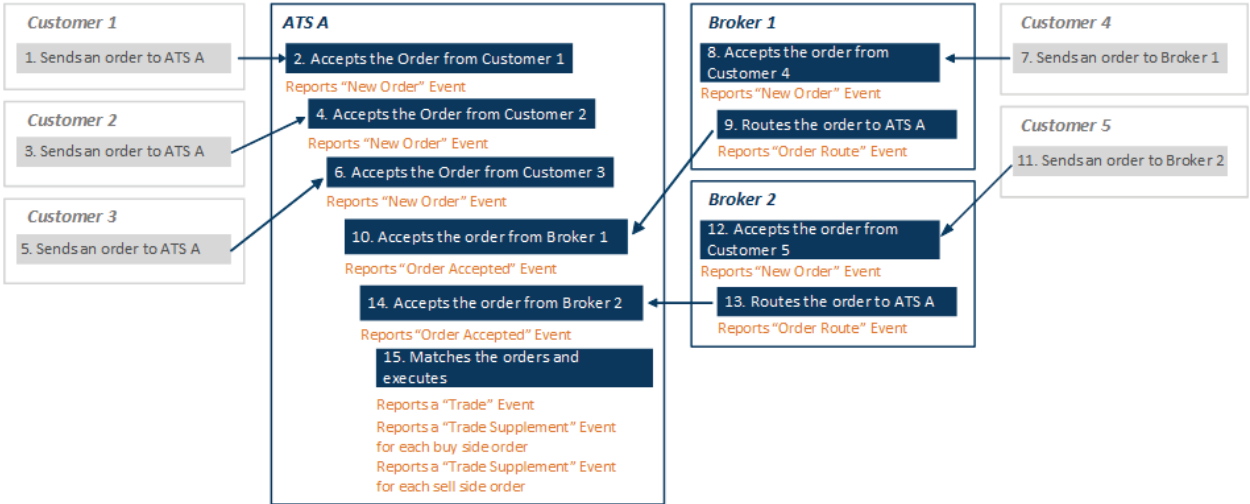 Customer 1
1. Sends an order to ATS A
Customer 2
3. Sends an order to ATS A
Customer 3
5. Sends an order to ATS A
ATS A
2. Accepts the Order from Customer 1
Reports “New Order” Event
4. Accepts the Order from Customer 2
Reports “New Order” Event
6. Accepts the Order from Customer 3
Reports “New Order” Event
10. Accepts the order from Broker 1
Reports “Order Accepted” Event
14. Accepts the order from Broker 2
Reports “Order Accepted” Event
15. Matches the orders and
executes
Reports a “Trade” Event
Reports a “Trade Supplement” Event
for each buy side order
Reports a “Trade Supplement” Event
for each sell side order
Broker 1
8. Accepts the order from
Customer 4
Reports “New Order” Event
9. Routes the order to ATS A
Reports “Order Route” Event
Broker 2
12. Accepts the order from
Customer 5
Reports “New Order” Event
13. Routes the order to ATS A
Reports “Order Route” Event
Customer 4
7. Sends an order to Broker 1
Customer 5
11. Sends an order to Broker 2